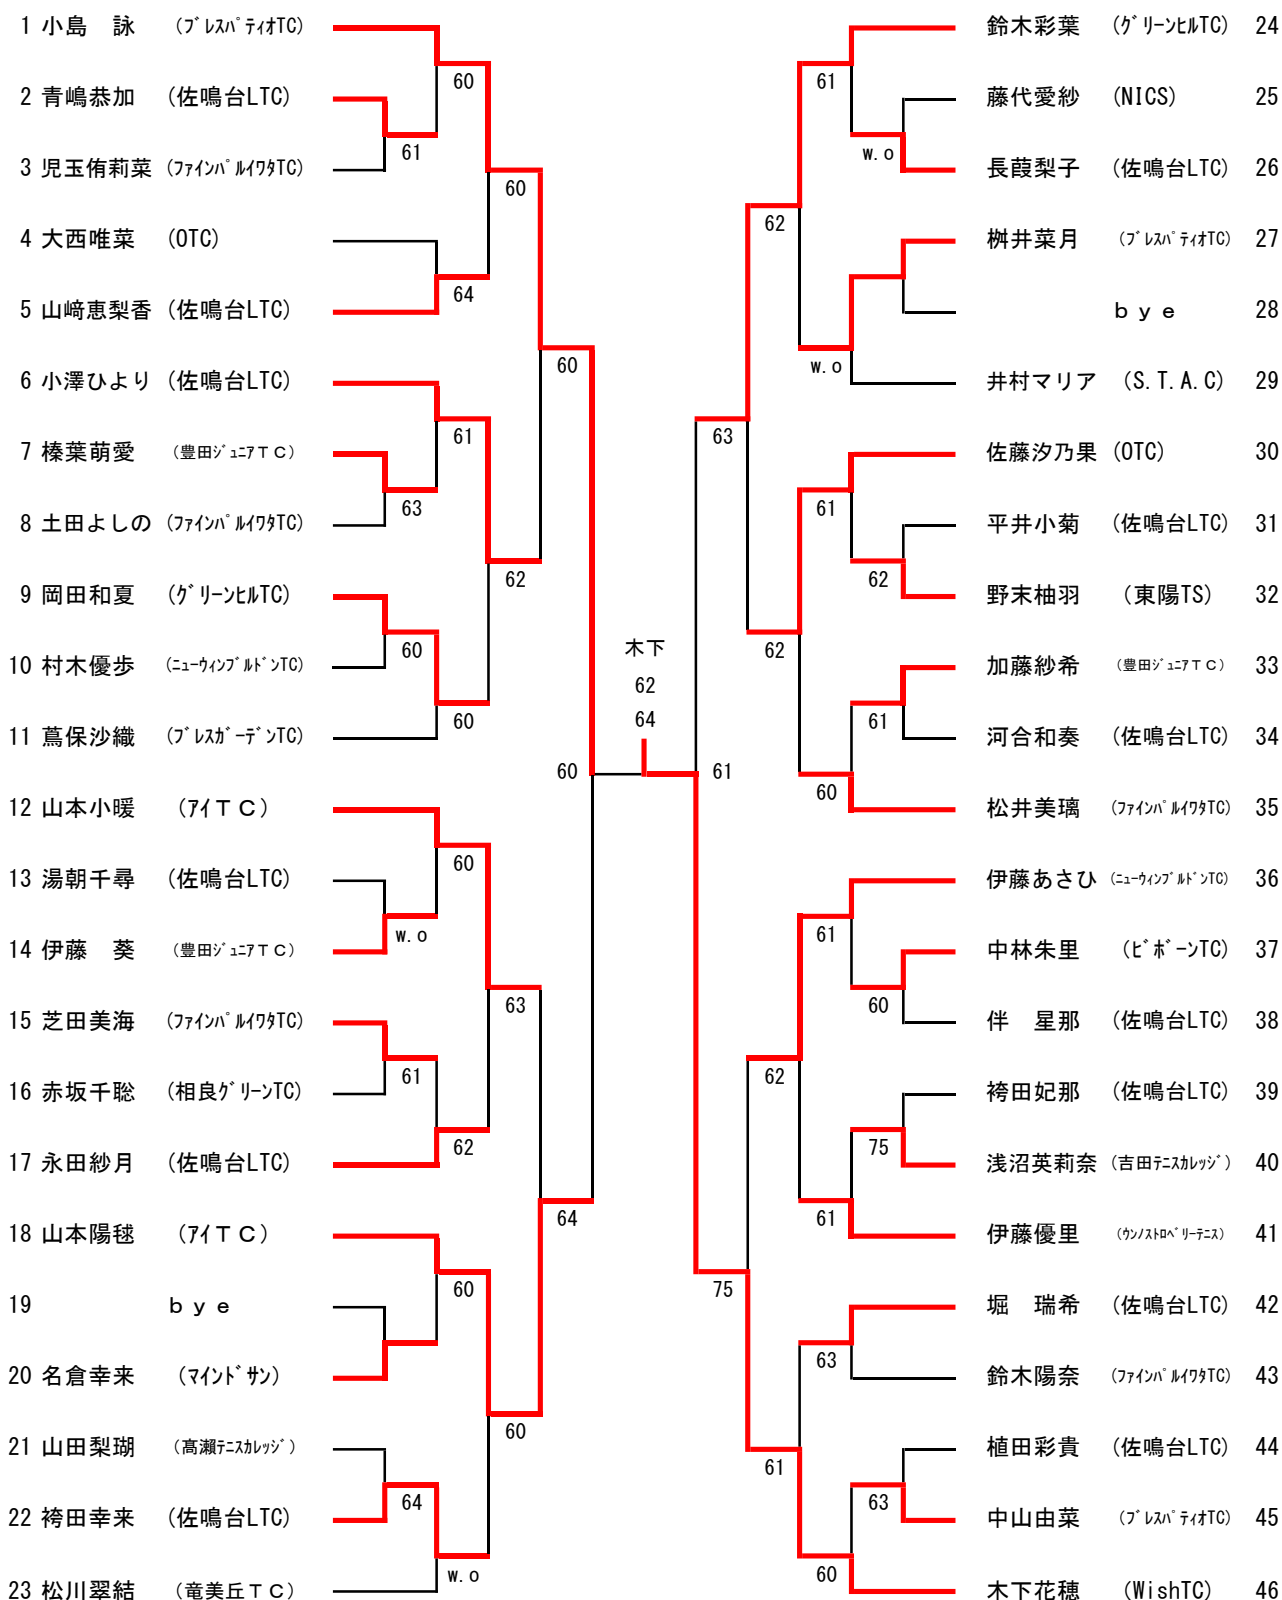 1 小島　詠 (ﾌﾞﾚｽﾊﾟﾃｨｵTC)
60
2 青嶋恭加 (佐鳴台LTC)
61
3 児玉侑莉菜 (ﾌｧｲﾝﾊﾟﾙｲﾜﾀTC)
60
4 大西唯菜 (OTC)
64
5 山﨑恵梨香 (佐鳴台LTC)
60
6 小澤ひより (佐鳴台LTC)
61
7 榛葉萌愛 (豊田ｼﾞｭﾆｱＴＣ)
63
8 土田よしの (ﾌｧｲﾝﾊﾟﾙｲﾜﾀTC)
62
9 岡田和夏 (ｸﾞﾘｰﾝﾋﾙTC)
60
10 村木優歩 (ﾆｭｰｳｨﾝﾌﾞﾙﾄﾞﾝTC)
60
11 蔦保沙織 (ﾌﾞﾚｽｶﾞｰﾃﾞﾝTC)
60
12 山本小暖 (ｱｲＴＣ)
60
13 湯朝千尋 (佐鳴台LTC)
w.o
14 伊藤　葵 (豊田ｼﾞｭﾆｱＴＣ)
63
15 芝田美海 (ﾌｧｲﾝﾊﾟﾙｲﾜﾀTC)
61
16 赤坂千聡 (相良ｸﾞﾘｰﾝTC)
62
17 永田紗月 (佐鳴台LTC)
64
18 山本陽毬 (ｱｲＴＣ)
60
19 ｂｙｅ
20 名倉幸来 (ﾏｲﾝﾄﾞｻﾝ)
60
21 山田梨瑚 (髙瀨ﾃﾆｽｶﾚｯｼﾞ)
64
22 袴田幸来 (佐鳴台LTC)
w.o
23 松川翠結 (竜美丘ＴＣ)
木下
62
64
鈴木彩葉 (ｸﾞﾘｰﾝﾋﾙTC) 24
61
藤代愛紗 (NICS) 25
w.o
長葭梨子 (佐鳴台LTC) 26
62
桝井菜月 (ﾌﾞﾚｽﾊﾟﾃｨｵTC) 27
ｂｙｅ 28
w.o
井村マリア (S.T.A.C) 29
63
佐藤汐乃果 (OTC) 30
61
平井小菊 (佐鳴台LTC) 31
62
野末柚羽 (東陽TS) 32
62
加藤紗希 (豊田ｼﾞｭﾆｱＴＣ) 33
61
河合和奏 (佐鳴台LTC) 34
61
60
松井美璃 (ﾌｧｲﾝﾊﾟﾙｲﾜﾀTC) 35
伊藤あさひ (ﾆｭｰｳｨﾝﾌﾞﾙﾄﾞﾝTC) 36
61
中林朱里 (ﾋﾞﾎﾞｰﾝTC) 37
60
伴　星那 (佐鳴台LTC) 38
62
袴田妃那 (佐鳴台LTC) 39
75
浅沼英莉奈 (吉田ﾃﾆｽｶﾚｯｼﾞ) 40
61
伊藤優里 (ｳﾝﾉｽﾄﾛﾍﾞﾘｰﾃﾆｽ) 41
75
堀　瑞希 (佐鳴台LTC) 42
63
鈴木陽奈 (ﾌｧｲﾝﾊﾟﾙｲﾜﾀTC) 43
61
植田彩貴 (佐鳴台LTC) 44
63
中山由菜 (ﾌﾞﾚｽﾊﾟﾃｨｵTC) 45
60
木下花穂 (WishTC) 46